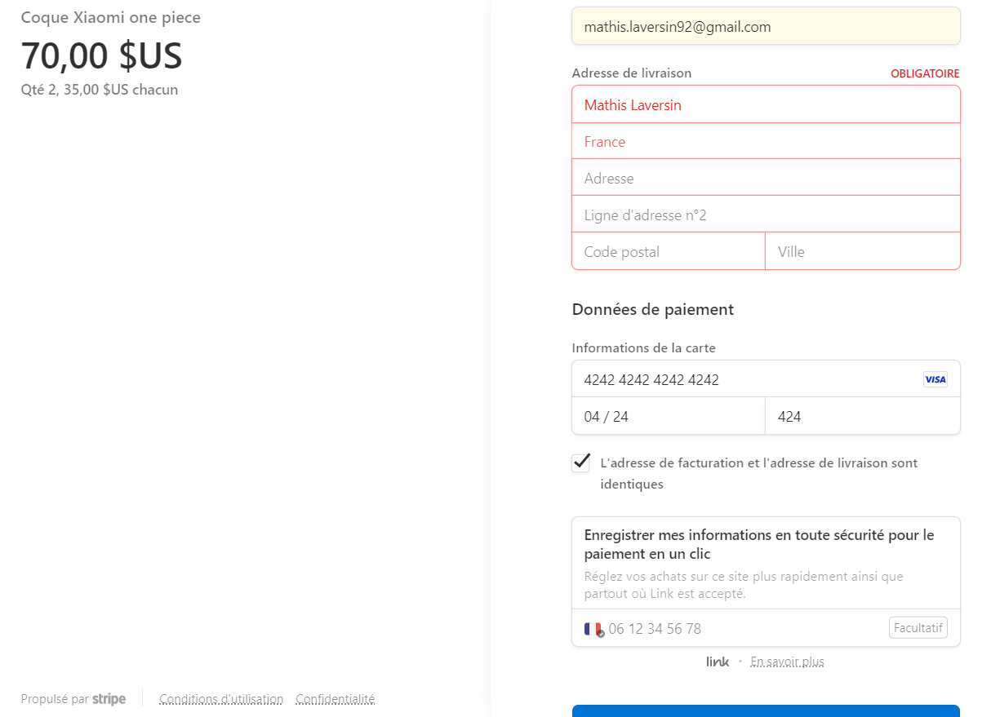 Coque Xiaomi one piece
70,00 $US
Qté 2, 35,00 $US chacun
mathis.laversin92@gmail.com
Adresse de livraison
OBLIGATOIRE
Mathis Laversin
France
Adresse
Ligne d'adresse n°2
Code postal
Ville
Données de paiement
Informations de la carte
4242 4242 4242 4242
VISA
04 / 24
424
L'adresse de facturation et l'adresse de livraison sont
identiques
Enregistrer mes informations en toute sécurité pour le
paiement en un clic
Réglez vos achats sur ce site plus rapidement ainsi que
partout où Link est accepté.
06 12 34 56 78
Facultatif
link · En savoir plus
Propulsé par stripe
Conditions d'utilisation
Confidentialité